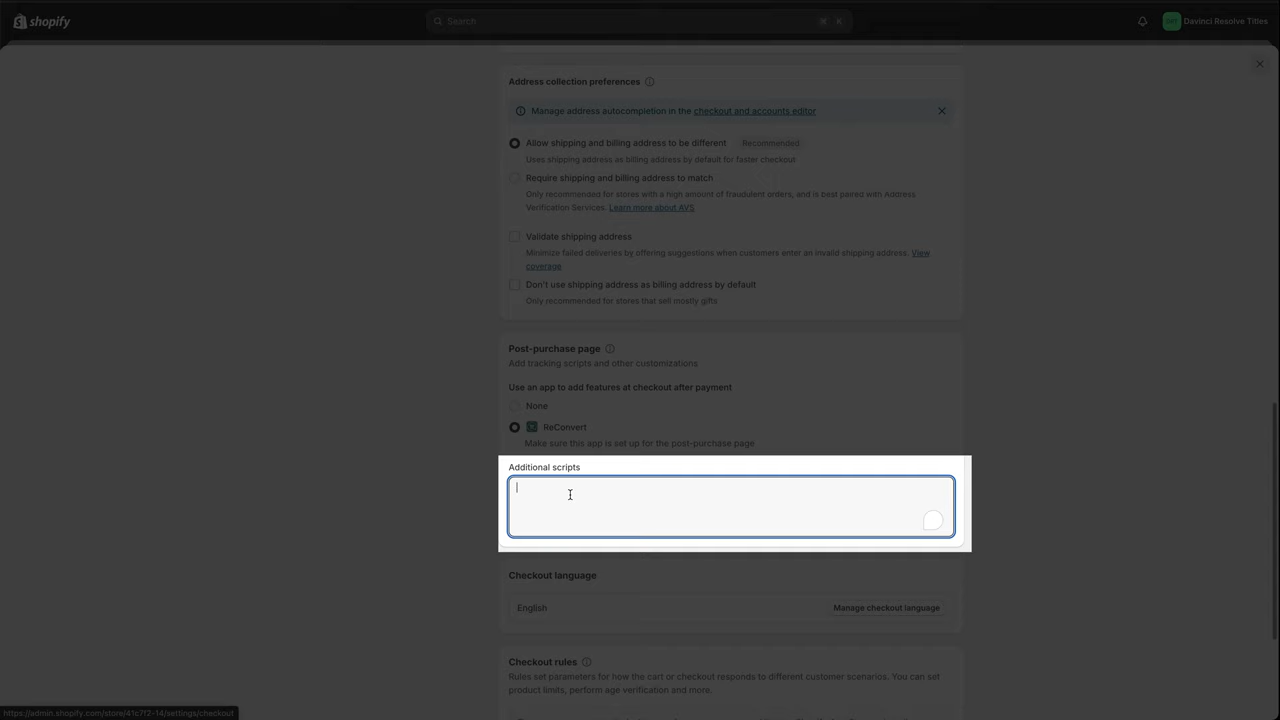 shopify
Search
⌘ K
Davinci Resolve Titles
Address collection preferences
Manage address autocompletion in the checkout and accounts editor
Allow shipping and billing address to be different Recommended
Uses shipping address as billing address by default for faster checkout
Require shipping and billing address to match
Only recommended for stores with a high amount of fraudulent orders, and is best paired with Address
Verification Services. Learn more about AVS
Validate shipping address
Minimize failed deliveries by offering suggestions when customers enter an invalid shipping address. View
coverage
Don't use shipping address as billing address by default
Only recommended for stores that sell mostly gifts
Post-purchase page
Add tracking scripts and other customizations
Use an app to add features at checkout after payment
None
ReConvert
Make sure this app is set up for the post-purchase page
Additional scripts
Checkout language
English
Manage checkout language
Checkout rules
Rules set parameters for how the cart or checkout responds to different customer scenarios. You can set
product limits, perform age verification and more.
https://admin.shopify.com/store/41c712-14/settings/checkout